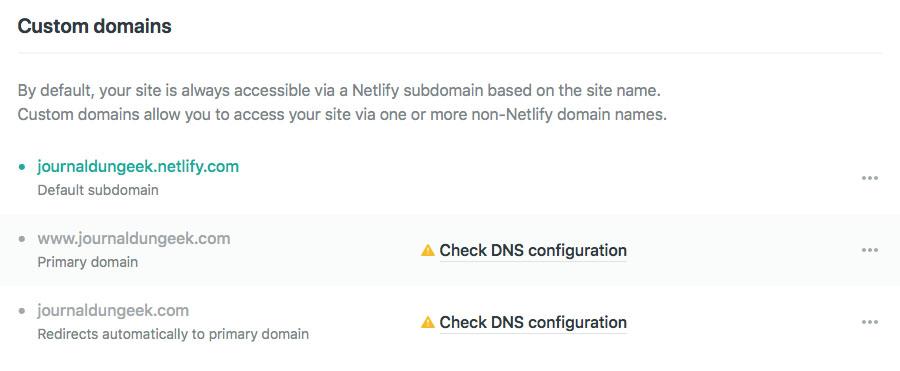 Custom domains
By default, your site is always accessible via a Netlify subdomain based on the site name.
Custom domains allow you to access your site via one or more non-Netlify domain names.
journaldungeek.netlify.com
Default subdomain
www.journaldungeek.com
Check DNS configuration
Primary domain
journaldungeek.com
Check DNS configuration
Redirects automatically to primary domain